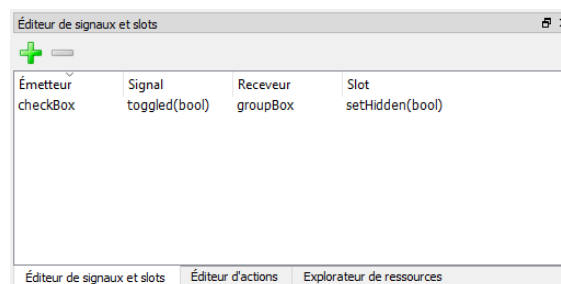 Éditeur de signaux et slots
Émetteur Signal Receveur Slot
checkBox toggled(bool) groupBox setHidden(bool)
Éditeur de signaux et slots Éditeur d'actions Explorateur de ressources